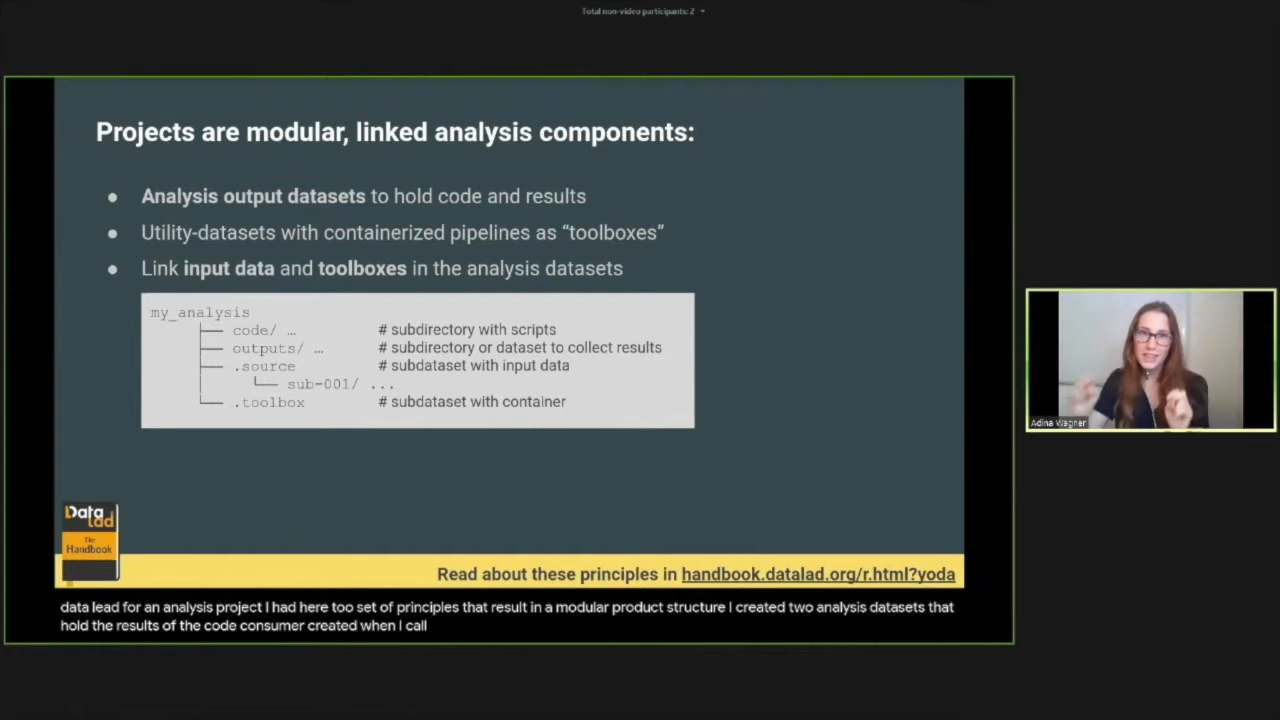 Total non-video participants: 2
Projects are modular, linked analysis components:
● Analysis output datasets to hold code and results
● Utility-datasets with containerized pipelines as “toolboxes”
● Link input data and toolboxes in the analysis datasets
my_analysis
├── code/ … # subdirectory with scripts
├── outputs/ … # subdirectory or dataset to collect results
├── .source # subdataset with input data
│ └── sub-001/ ...
└── .toolbox # subdataset with container
Adina Wagner
Data
lad
The
Handbook
Read about these principles in handbook.datalad.org/r.html?yoda
data lead for an analysis project I had here too set of principles that result in a modular product structure I created two analysis datasets that
hold the results of the code consumer created when I call